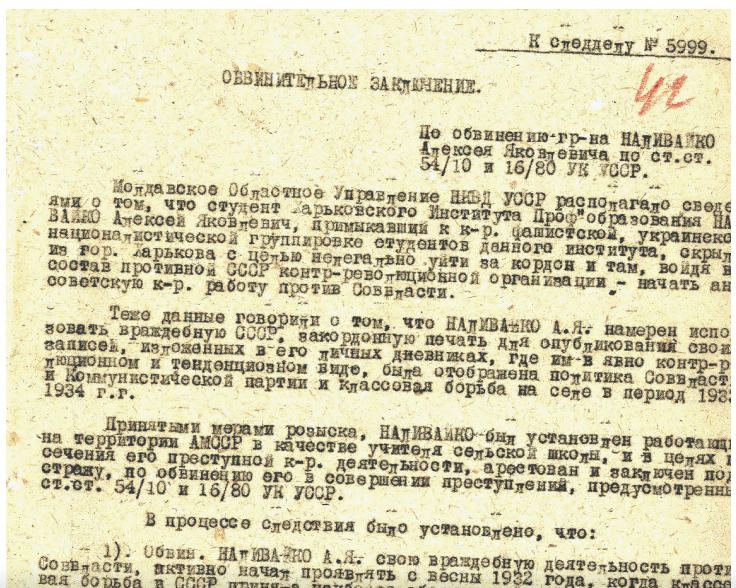 К следделу № 5999.
42
ОБВИНИТЕЛЬНОЕ ЗАКЛЮЧЕНИЕ.
По обвинению гр-на НАЛИВАЙКО
Алексея Яковлевича по ст.ст.
54/10 и 16/80 УК УССР.
Молдавское Областное Управление НКВД УССР располагало сведе
ями о том, что студент Харьковского Института Проф"образования НА
ВАЙКО Алексей Яковлевич, примыкавший к к-р. фашистской, украинско
националистической группировке студентов данного института, скрыл
из гор. Харькова с целью нелегально уйти за кордон и там, войдя в
состав противной СССР контр-революционной организации - начать ан
советскую к-р. работу против Соввласти.
Теже данные говорили о том, что НАЛИВАЙКО А.Я. намерен испо
зовать враждебную СССР, закордонную печать для опубликования свои
записей, изложенных в его личных дневниках, где им в явно контр-р
люционном и тенденциозном виде, была отображена политика Соввласт
и Коммунистической партии и классовая борьба на селе в период 193
1934 г.г.
Принятыми мерами розыска, НАЛИВАЙКО был установлен работающ
на территории АМССР в качестве учителя сельской школы, и в целях
сечения его преступной к-р. деятельности, арестован и заключен под
стражу, по обвинению его в совершении преступлений, предусмотренн
ст.ст. 54/10 и 16/80 УК УССР.
В процессе следствия было установлено, что:
1). Обвин. НАЛИВАЙКО А.Я. свою враждебную деятельность проти
Соввласти, активно начал проявлять с весны 1932 года, когда классо
вая борьба в СССР